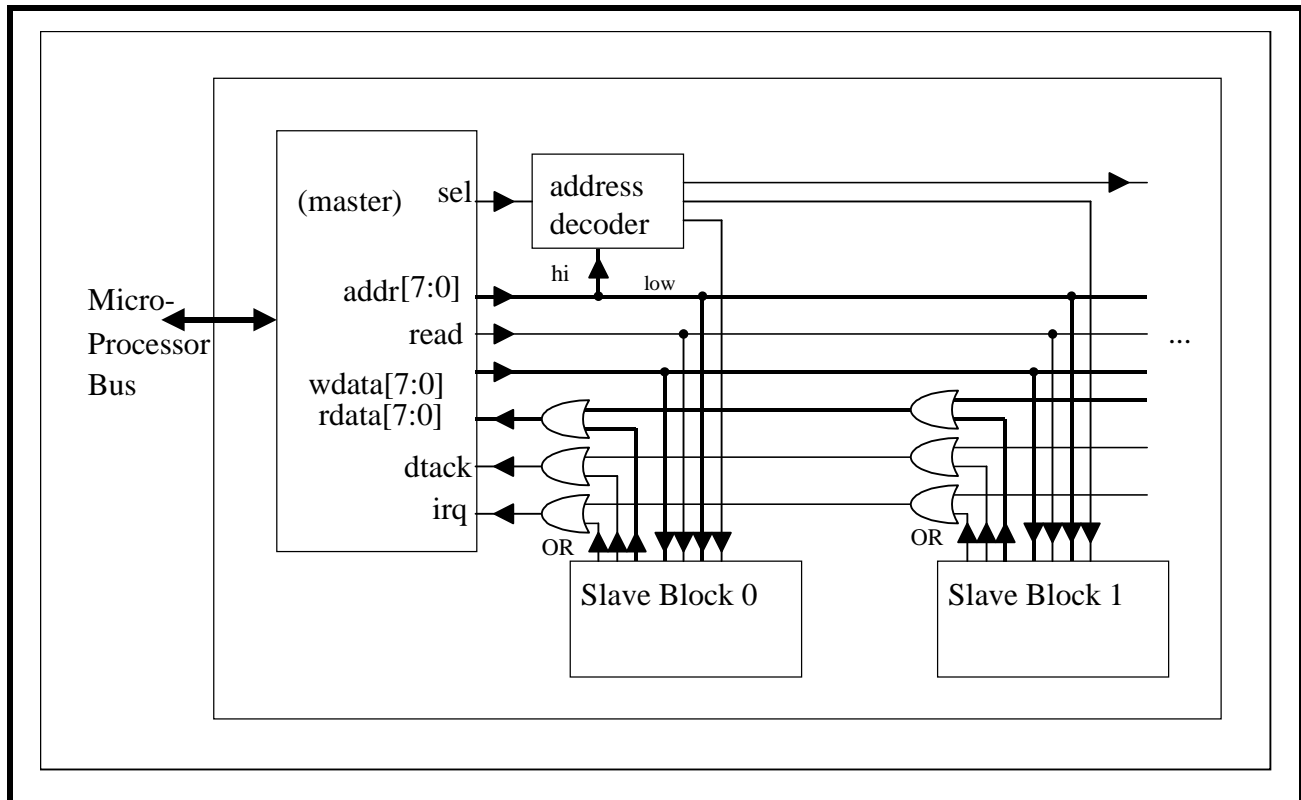 sel
(master)
address
decoder
hi
low
addr[7:0]
Micro-
Processor
Bus
read
...
wdata[7:0]
rdata[7:0]
dtack
irq
OR
OR
Slave Block 0
Slave Block 1